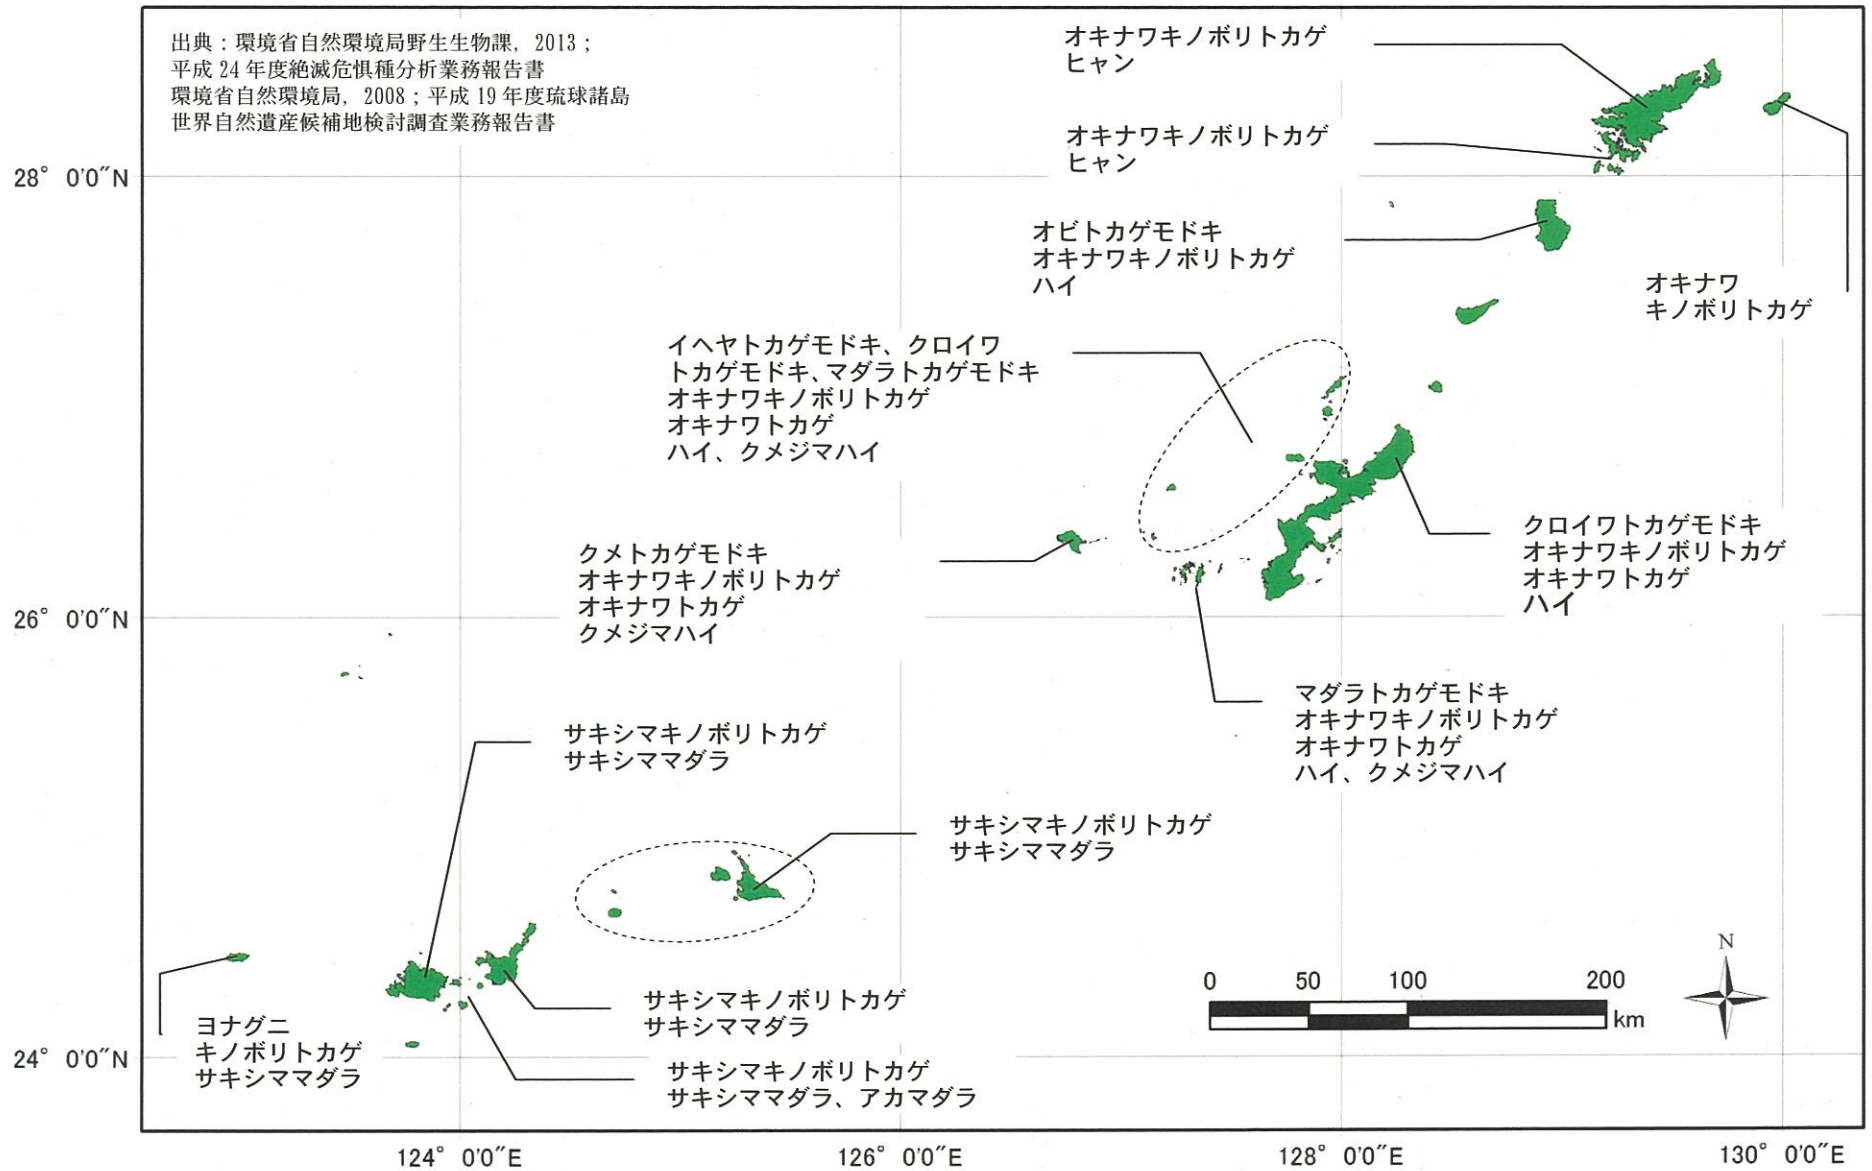 出典：環境省自然環境局野生生物課, 2013；
平成24年度絶滅危惧種分析業務報告書
環境省自然環境局, 2008；平成19年度琉球諸島
世界自然遺産候補地検討調査業務報告書
オキナワキノボリトカゲ
ヒャン
オキナワキノボリトカゲ
ヒャン
28° 0'0"N
オビトカゲモドキ
オキナワキノボリトカゲ
ハイ
オキナワ
キノボリトカゲ
イヘヤトカゲモドキ、クロイワ
トカゲモドキ、マダラトカゲモドキ
オキナワキノボリトカゲ
オキナワトカゲ
ハイ、クメジマハイ
クロイワトカゲモドキ
オキナワキノボリトカゲ
オキナワトカゲ
ハイ
クメトカゲモドキ
オキナワキノボリトカゲ
オキナワトカゲ
クメジマハイ
26° 0'0"N
マダラトカゲモドキ
オキナワキノボリトカゲ
オキナワトカゲ
ハイ、クメジマハイ
サキシマキノボリトカゲ
サキシママダラ
サキシマキノボリトカゲ
サキシママダラ
N
0 50 100 200
km
サキシマキノボリトカゲ
サキシママダラ
ヨナグニ
キノボリトカゲ
サキシママダラ
24° 0'0"N
サキシマキノボリトカゲ
サキシママダラ、アカマダラ
124° 0'0"E 126° 0'0"E 128° 0'0"E 130° 0'0"E